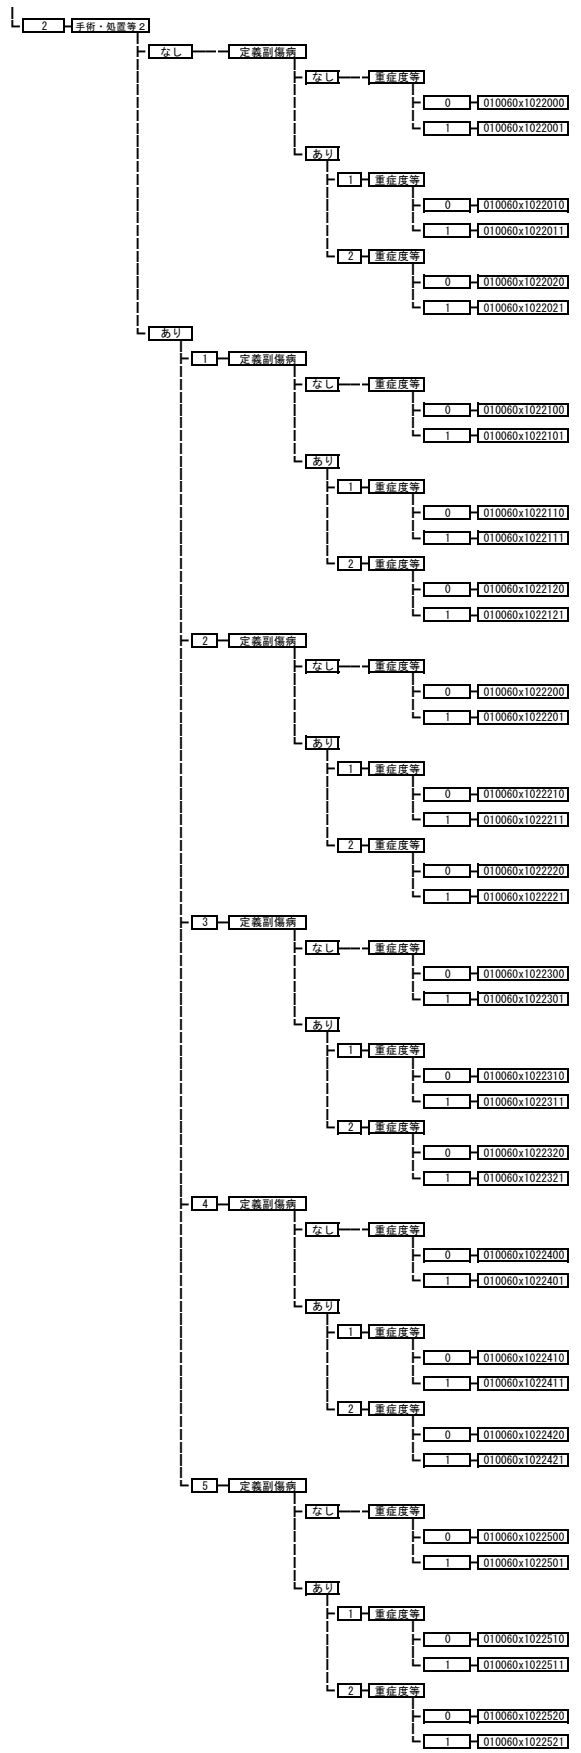 2 手術・処置等2
なし 定義副傷病
なし 重症度等
0 010060x1022000
1 010060x1022001
あり
1 重症度等
0 010060x1022010
1 010060x1022011
2 重症度等
0 010060x1022020
1 010060x1022021
あり
1 定義副傷病
なし 重症度等
0 010060x1022100
1 010060x1022101
あり
1 重症度等
0 010060x1022110
1 010060x1022111
2 重症度等
0 010060x1022120
1 010060x1022121
2 定義副傷病
なし 重症度等
0 010060x1022200
1 010060x1022201
あり
1 重症度等
0 010060x1022210
1 010060x1022211
2 重症度等
0 010060x1022220
1 010060x1022221
3 定義副傷病
なし 重症度等
0 010060x1022300
1 010060x1022301
あり
1 重症度等
0 010060x1022310
1 010060x1022311
2 重症度等
0 010060x1022320
1 010060x1022321
4 定義副傷病
なし 重症度等
0 010060x1022400
1 010060x1022401
あり
1 重症度等
0 010060x1022410
1 010060x1022411
2 重症度等
0 010060x1022420
1 010060x1022421
5 定義副傷病
なし 重症度等
0 010060x1022500
1 010060x1022501
あり
1 重症度等
0 010060x1022510
1 010060x1022511
2 重症度等
0 010060x1022520
1 010060x1022521